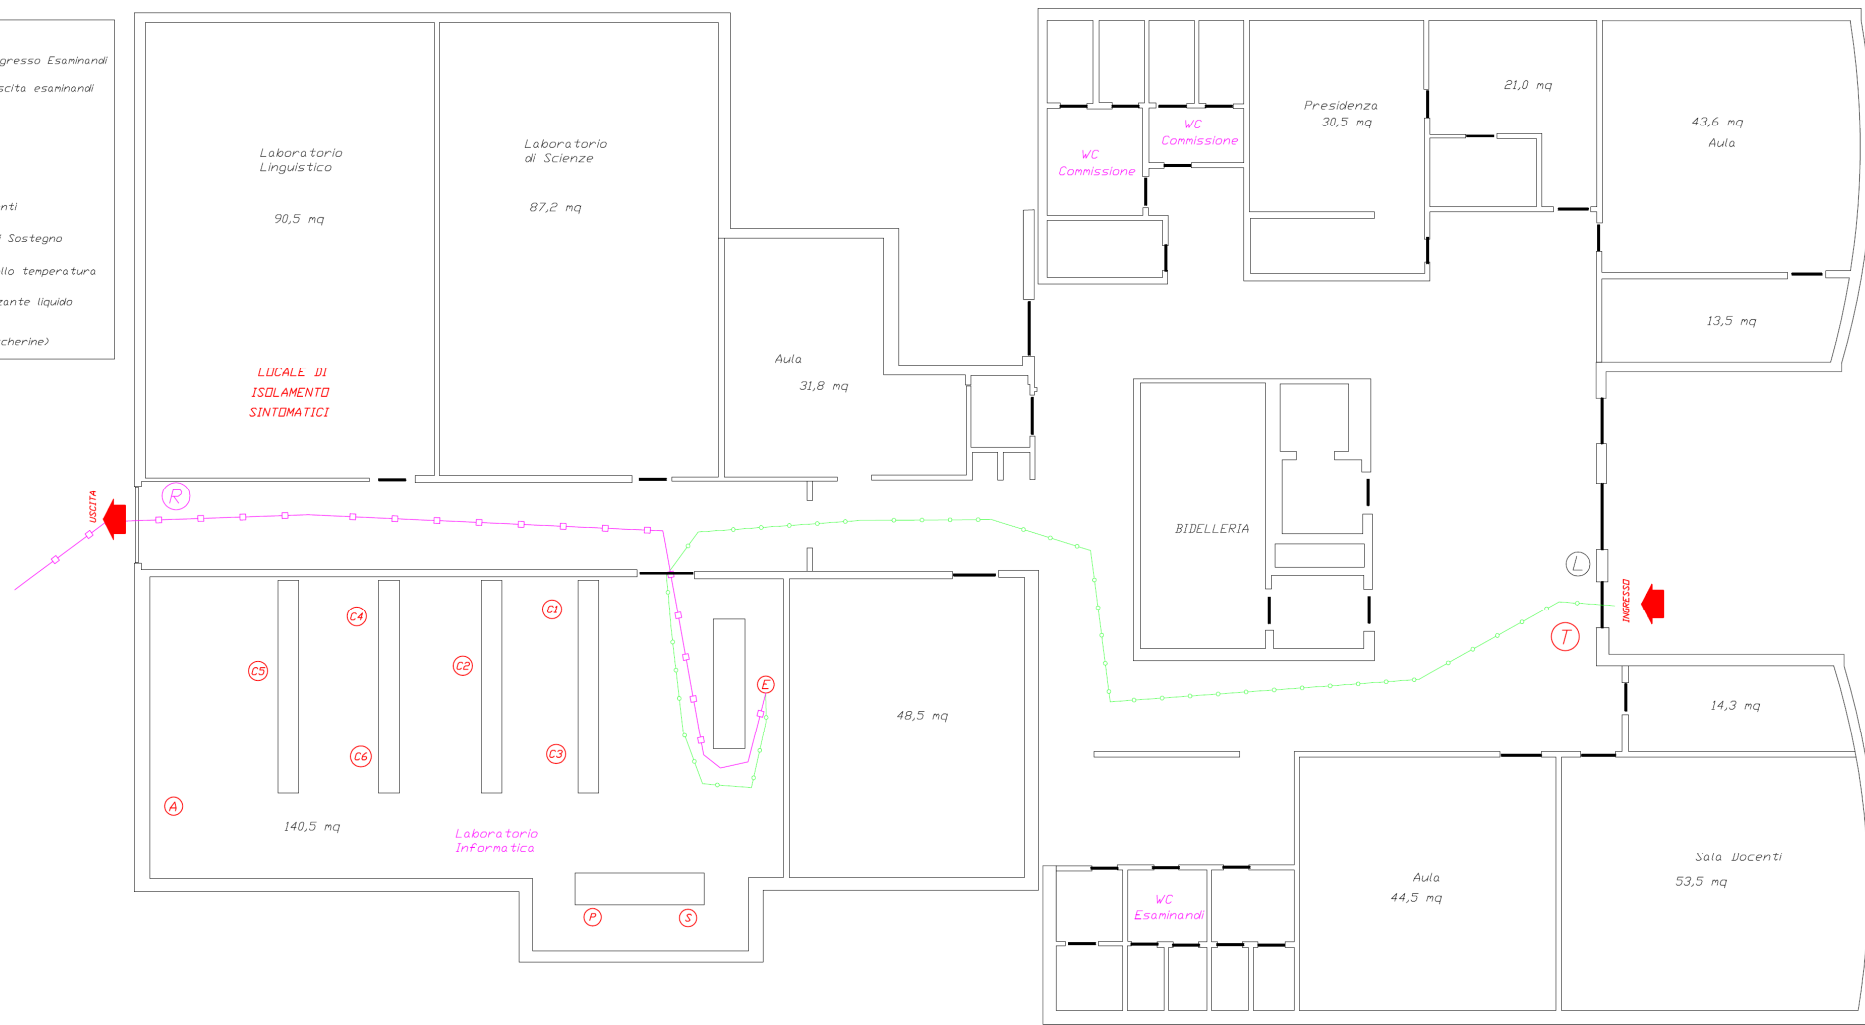 gresso Esaminandi
scita esaminandi
nti
Sostegno
llo temperatura
zante liquido
cherine)
Laboratorio
Linguistico
90,5 mq
LOCALE DI
ISOLAMENTO
SINTOMATICI
Laboratorio
di Scienze
87,2 mq
Aula
31,8 mq
WC
Commissione
WC
Commissione
Presidenza
30,5 mq
21,0 mq
43,6 mq
Aula
13,5 mq
USCITA
R
BIDELLERIA
L
INGRESSO
T
C4
C1
C5
C2
E
C6
C3
A
140,5 mq
Laboratorio
Informatica
P
S
48,5 mq
14,3 mq
WC
Esaminandi
Aula
44,5 mq
Sala Docenti
53,5 mq